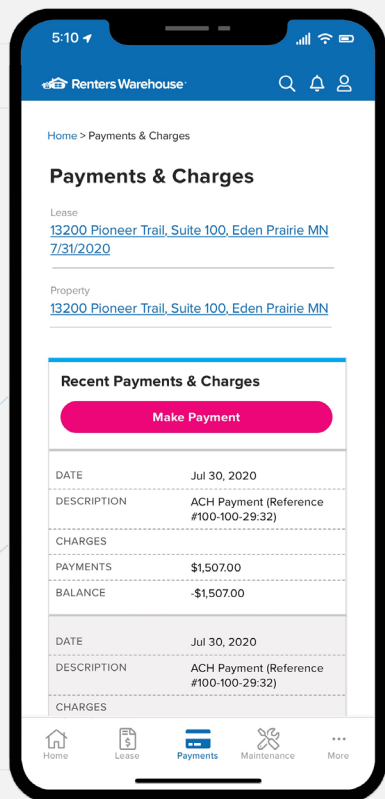 5:10
Renters Warehouse
Home > Payments & Charges
Payments & Charges
Lease
13200 Pioneer Trail, Suite 100, Eden Prairie MN
7/31/2020
Property
13200 Pioneer Trail, Suite 100, Eden Prairie MN
Recent Payments & Charges
Make Payment
DATE Jul 30, 2020
DESCRIPTION ACH Payment (Reference
#100-100-29:32)
CHARGES
PAYMENTS $1,507.00
BALANCE -$1,507.00
DATE Jul 30, 2020
DESCRIPTION ACH Payment (Reference
#100-100-29:32)
CHARGES
Home Lease Payments Maintenance More